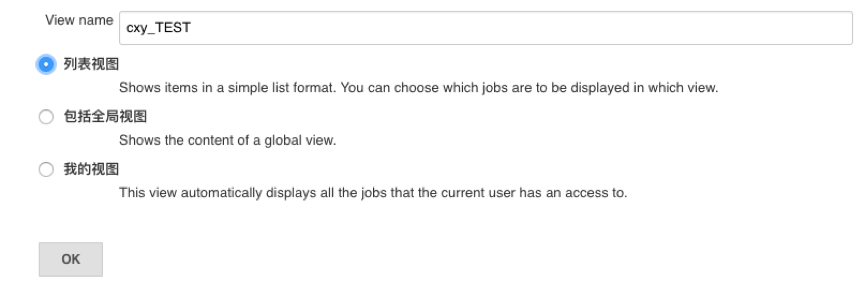 View name cxy_TEST
列表视图
Shows items in a simple list format. You can choose which jobs are to be displayed in which view.
包括全局视图
Shows the content of a global view.
我的视图
This view automatically displays all the jobs that the current user has an access to.
OK